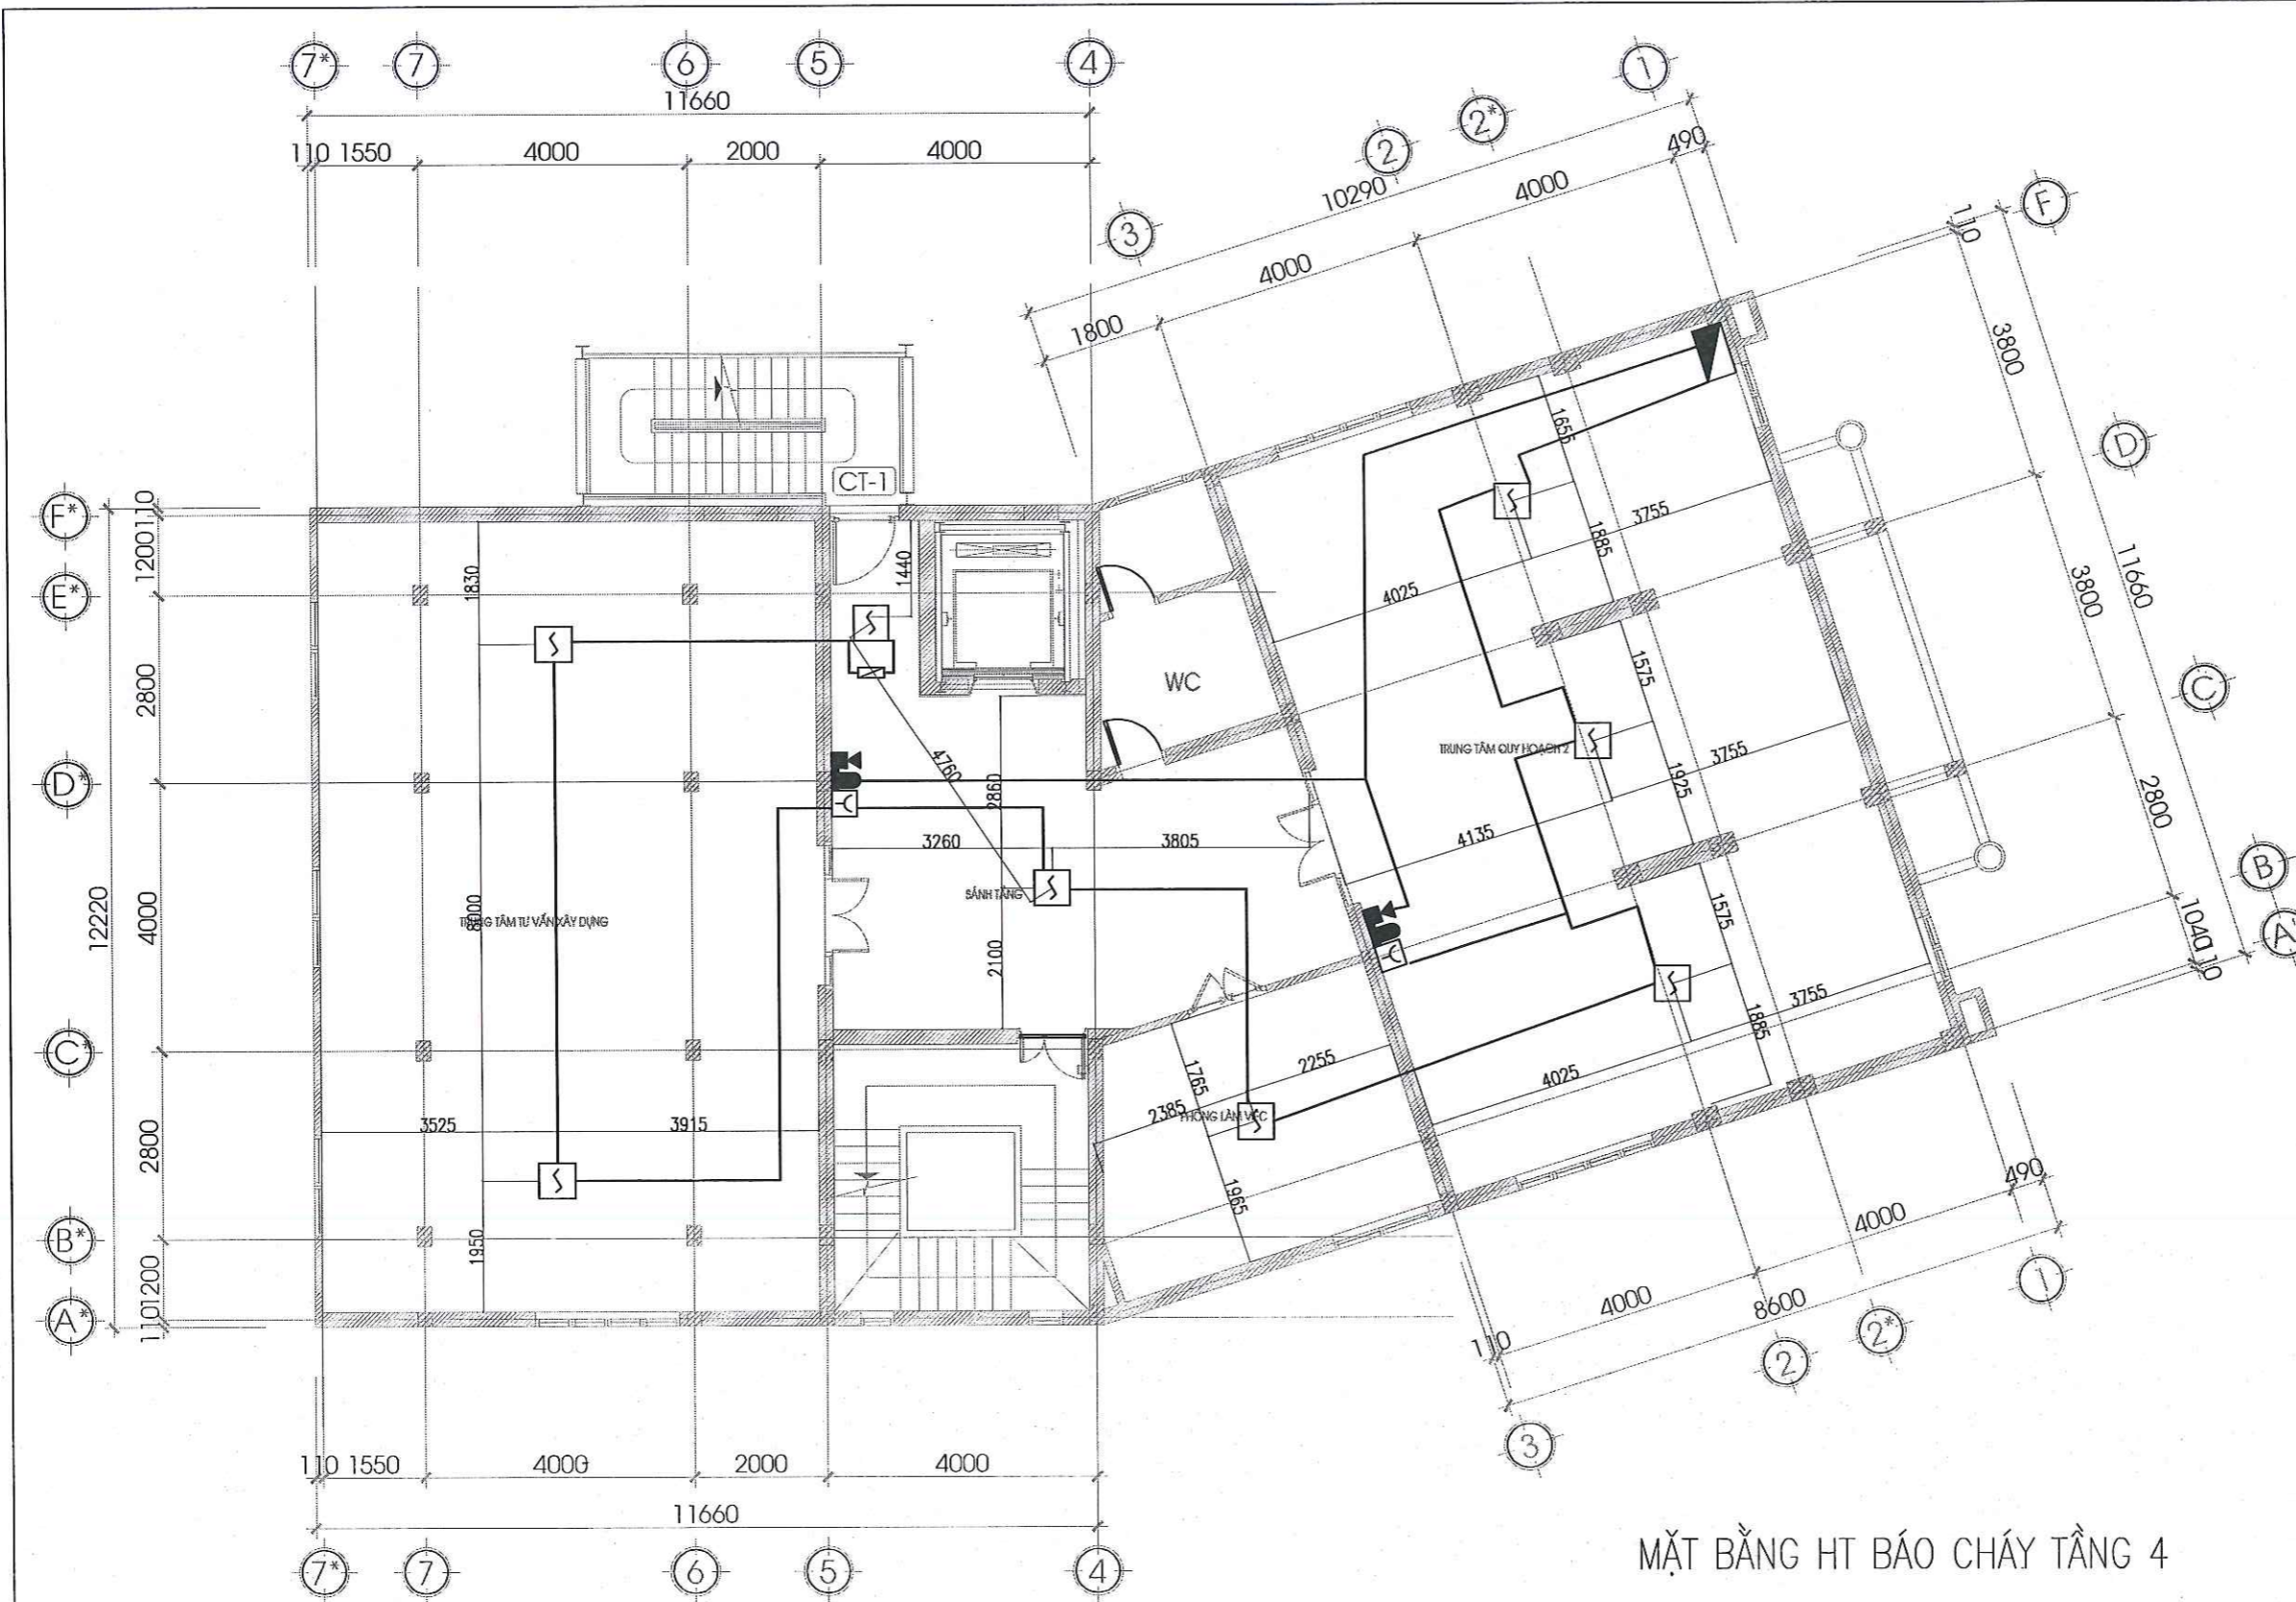 7* 7 6 5 4
11660
110 1550 4000 2000 4000
1
2*
2
3
10290
490
4000
4000
1800
F
110
3800
D
3800
11660
C
2800
B
A
1040
110
F*
E*
D*
C*
B*
A*
110
1200
2800
4000
2800
1200
110
12220
CT-1
1440
1830
8000
1950
TRUNG TÂM TƯ VẤN XÂY DỰNG
3525 3915
4760
2860
3260 3805
SẢNH TẦNG
2100
WC
1655
1885
3755
4025
1575
TRUNG TÂM QUY HOẠCH 2
3755
1925
4135
1575
3755
1885
4025
1765
2255
2385
PHÒNG LÀM VIỆC
1965
490
4000
4000
8600
110
1
2*
2
3
110 1550 4000 2000 4000
11660
7* 7 6 5 4
MẶT BẰNG HT BÁO CHÁY TẦNG 4